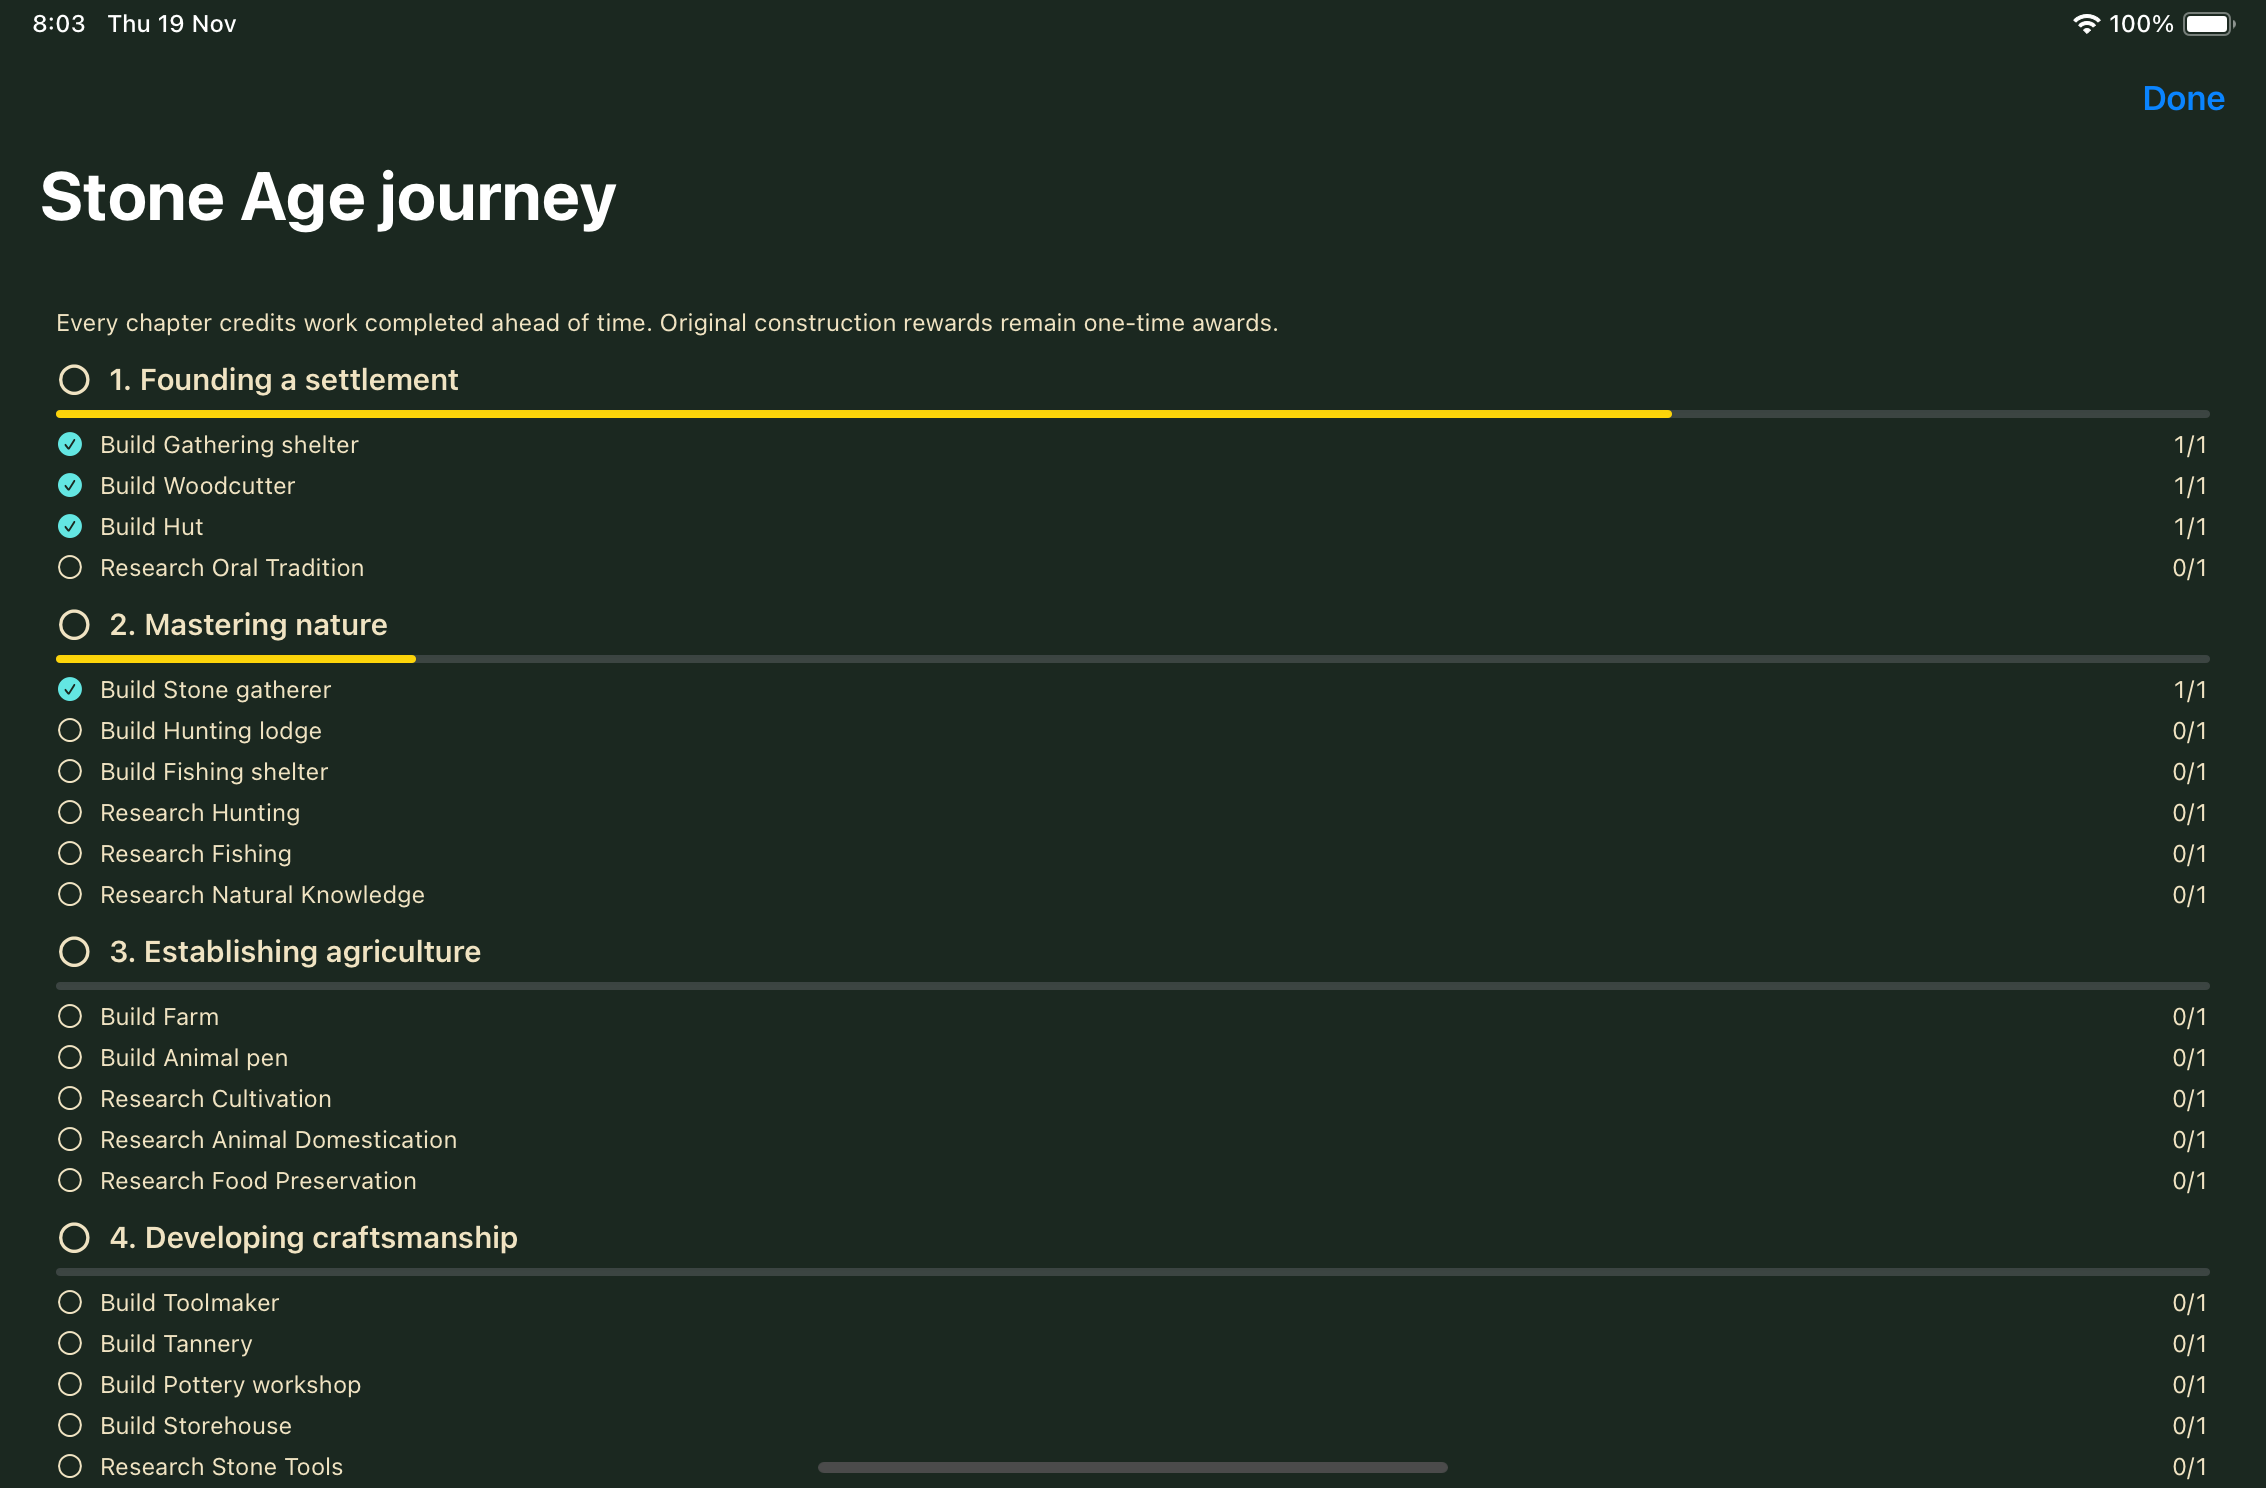 8:03 Thu 19 Nov 100%
Done
Stone Age journey
Every chapter credits work completed ahead of time. Original construction rewards remain one-time awards.
1. Founding a settlement
Build Gathering shelter 1/1
Build Woodcutter 1/1
Build Hut 1/1
Research Oral Tradition 0/1
2. Mastering nature
Build Stone gatherer 1/1
Build Hunting lodge 0/1
Build Fishing shelter 0/1
Research Hunting 0/1
Research Fishing 0/1
Research Natural Knowledge 0/1
3. Establishing agriculture
Build Farm 0/1
Build Animal pen 0/1
Research Cultivation 0/1
Research Animal Domestication 0/1
Research Food Preservation 0/1
4. Developing craftsmanship
Build Toolmaker 0/1
Build Tannery 0/1
Build Pottery workshop 0/1
Build Storehouse 0/1
Research Stone Tools 0/1